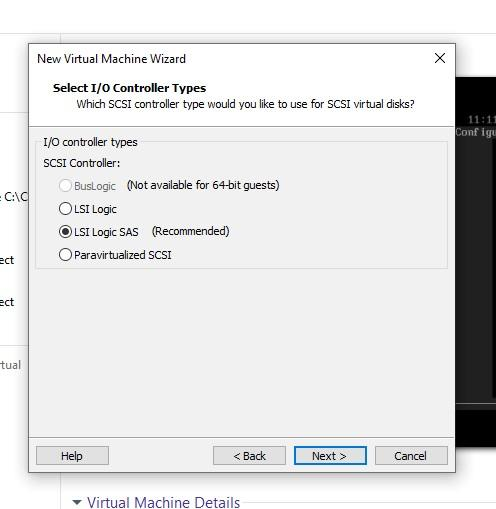 New Virtual Machine Wizard
Select I/O Controller Types
Which SCSI controller type would you like to use for SCSI virtual disks?
I/O controller types
SCSI Controller:
BusLogic (Not available for 64-bit guests)
LSI Logic
LSI Logic SAS (Recommended)
Paravirtualized SCSI
Help
< Back
Next >
Cancel
11:11
Configu
C:\C
ect
ect
rtual
Virtual Machine Details